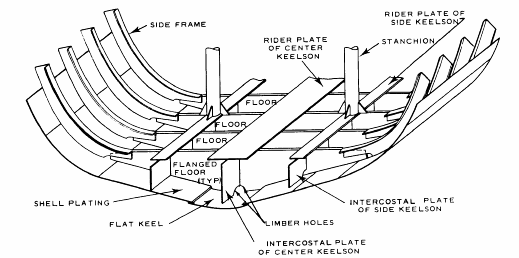 SIDE FRAME
RIDER PLATE OF
SIDE KEELSON
RIDER PLATE
OF CENTER
KEELSON
STANCHION
FLOOR
FLOOR
FLOOR
FLANGED
FLOOR
(TYP)
SHELL PLATING
FLAT KEEL
LIMBER HOLES
INTERCOSTAL PLATE
OF SIDE KEELSON
INTERCOSTAL PLATE
OF CENTER KEELSON